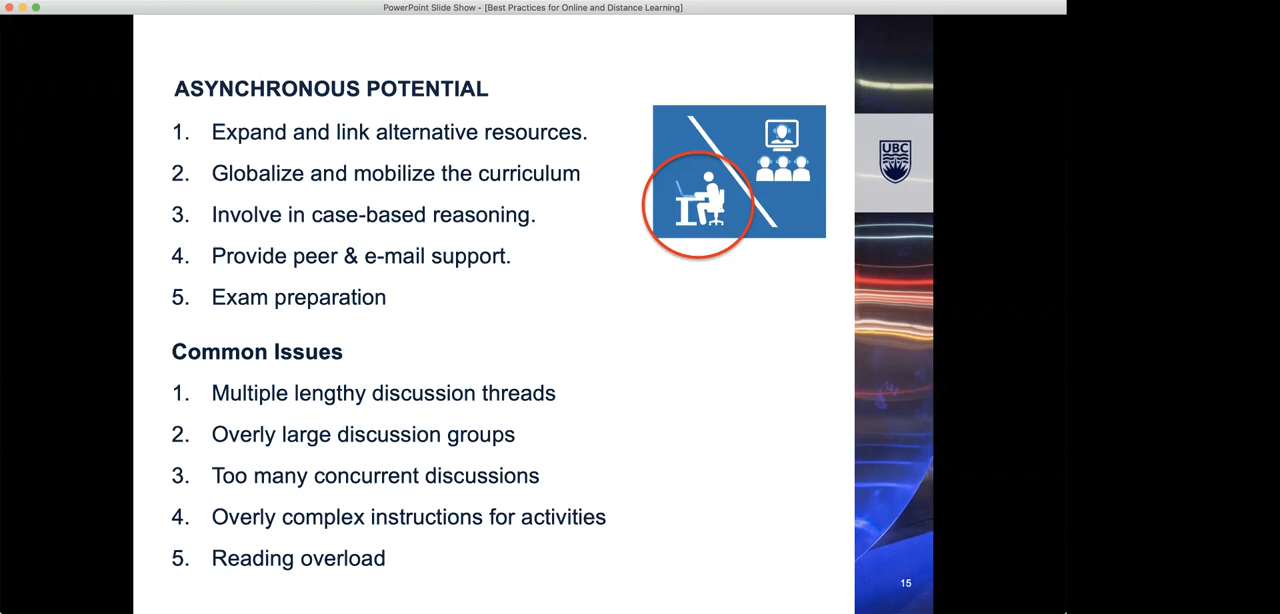 PowerPoint Slide Show - [Best Practices for Online and Distance Learning]
ASYNCHRONOUS POTENTIAL
1. Expand and link alternative resources.
2. Globalize and mobilize the curriculum
3. Involve in case-based reasoning.
4. Provide peer & e-mail support.
5. Exam preparation
Common Issues
1. Multiple lengthy discussion threads
2. Overly large discussion groups
3. Too many concurrent discussions
4. Overly complex instructions for activities
5. Reading overload
UBC
15